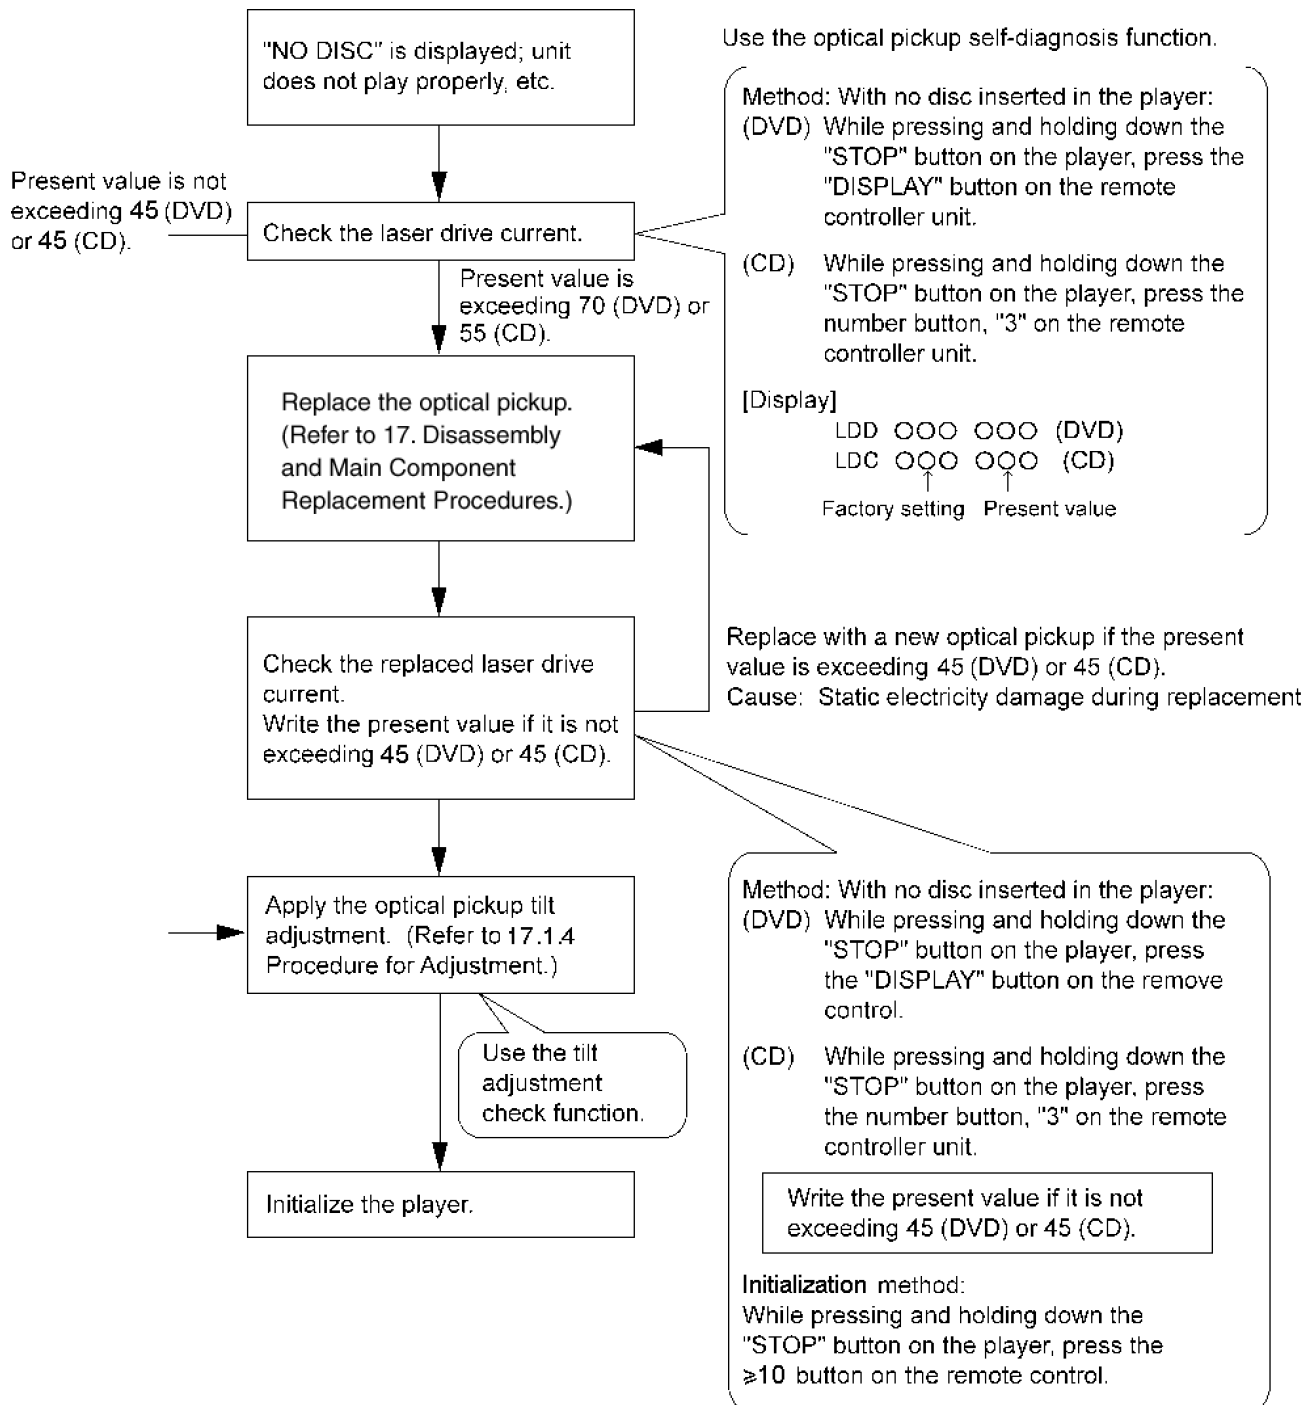 "NO DISC" is displayed; unit
does not play properly, etc.
Use the optical pickup self-diagnosis function.
Method: With no disc inserted in the player:
(DVD) While pressing and holding down the
"STOP" button on the player, press the
"DISPLAY" button on the remote
controller unit.
(CD) While pressing and holding down the
"STOP" button on the player, press the
number button, "3" on the remote
controller unit.
[Display]
LDD ○○○ ○○○ (DVD)
LDC ○○○ ○○○ (CD)
Factory setting Present value
Present value is not
exceeding 45 (DVD)
or 45 (CD).
Check the laser drive current.
Present value is
exceeding 70 (DVD) or
55 (CD).
Replace the optical pickup.
(Refer to 17. Disassembly
and Main Component
Replacement Procedures.)
Check the replaced laser drive
current.
Write the present value if it is not
exceeding 45 (DVD) or 45 (CD).
Replace with a new optical pickup if the present
value is exceeding 45 (DVD) or 45 (CD).
Cause: Static electricity damage during replacement
Apply the optical pickup tilt
adjustment. (Refer to 17.1.4
Procedure for Adjustment.)
Use the tilt
adjustment
check function.
Initialize the player.
Method: With no disc inserted in the player:
(DVD) While pressing and holding down the
"STOP" button on the player, press
the "DISPLAY" button on the remove
control.
(CD) While pressing and holding down the
"STOP" button on the player, press
the number button, "3" on the remote
controller unit.
Write the present value if it is not
exceeding 45 (DVD) or 45 (CD).
Initialization method:
While pressing and holding down the
"STOP" button on the player, press the
⩾10 button on the remote control.